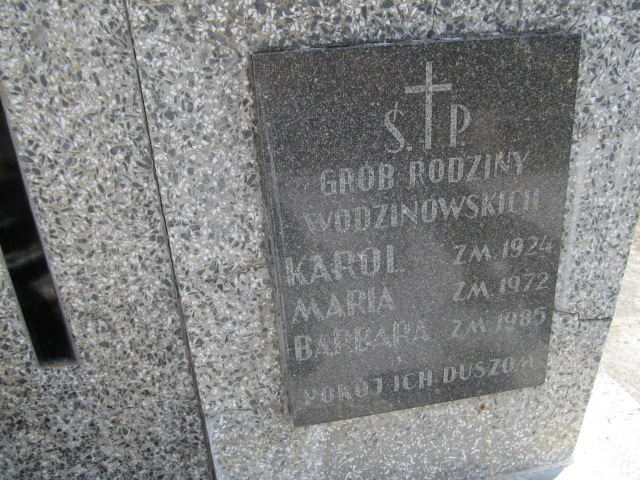 Ś. P.
GRÓB RODZINY
WODZINOWSKICH
KAROL ZM. 1924
MARIA ZM. 1972
BARBARA ZM. 1985
POKÓJ ICH DUSZOM